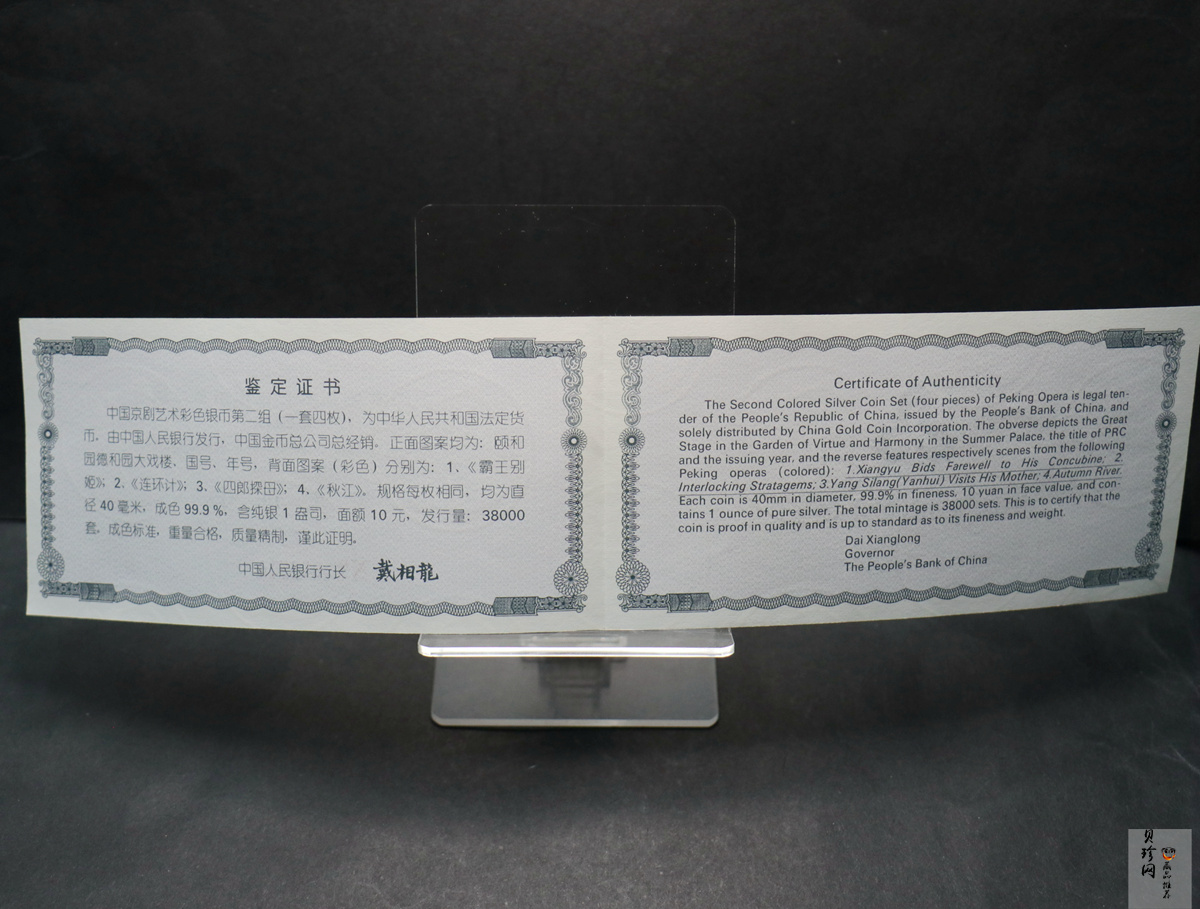 鉴定证书
中国京剧艺术彩色银币第二组（一套四枚），为中华人民共和国法定货
币，由中国人民银行发行，中国金币总公司总经销。正面图案均为：颐和
园德和园大戏楼、国号、年号，背面图案（彩色）分别为：1、《霸王别
姬》；2、《连环计》；3、《四郎探母》；4、《秋江》。规格每枚相同，均为直
径40毫米，成色99.9%，含纯银1盎司，面额10元，发行量：38000
套，成色标准，重量合格，质量精制，谨此证明。
中国人民银行行长 戴相龍
Certificate of Authenticity
The Second Colored Silver Coin Set (four pieces) of Peking Opera is legal ten-
der of the People's Republic of China, issued by the People's Bank of China, and
solely distributed by China Gold Coin Incorporation. The obverse depicts the Great
Stage in the Garden of Virtue and Harmony in the Summer Palace, the title of PRC
and the issuing year, and the reverse features respectively scenes from the following
Peking operas (colored): 1.Xiangyu Bids Farewell to His Concubine; 2.
Interlocking Stratagems; 3.Yang Silang(Yanhui) Visits His Mother; 4.Autumn River.
Each coin is 40mm in diameter, 99.9% in fineness, 10 yuan in face value, and con-
tains 1 ounce of pure silver. The total mintage is 38000 sets. This is to certify that the
coin is proof in quality and is up to standard as to its fineness and weight.
Dai Xianglong
Governor
The People's Bank of China
贝珍网
藏品推荐